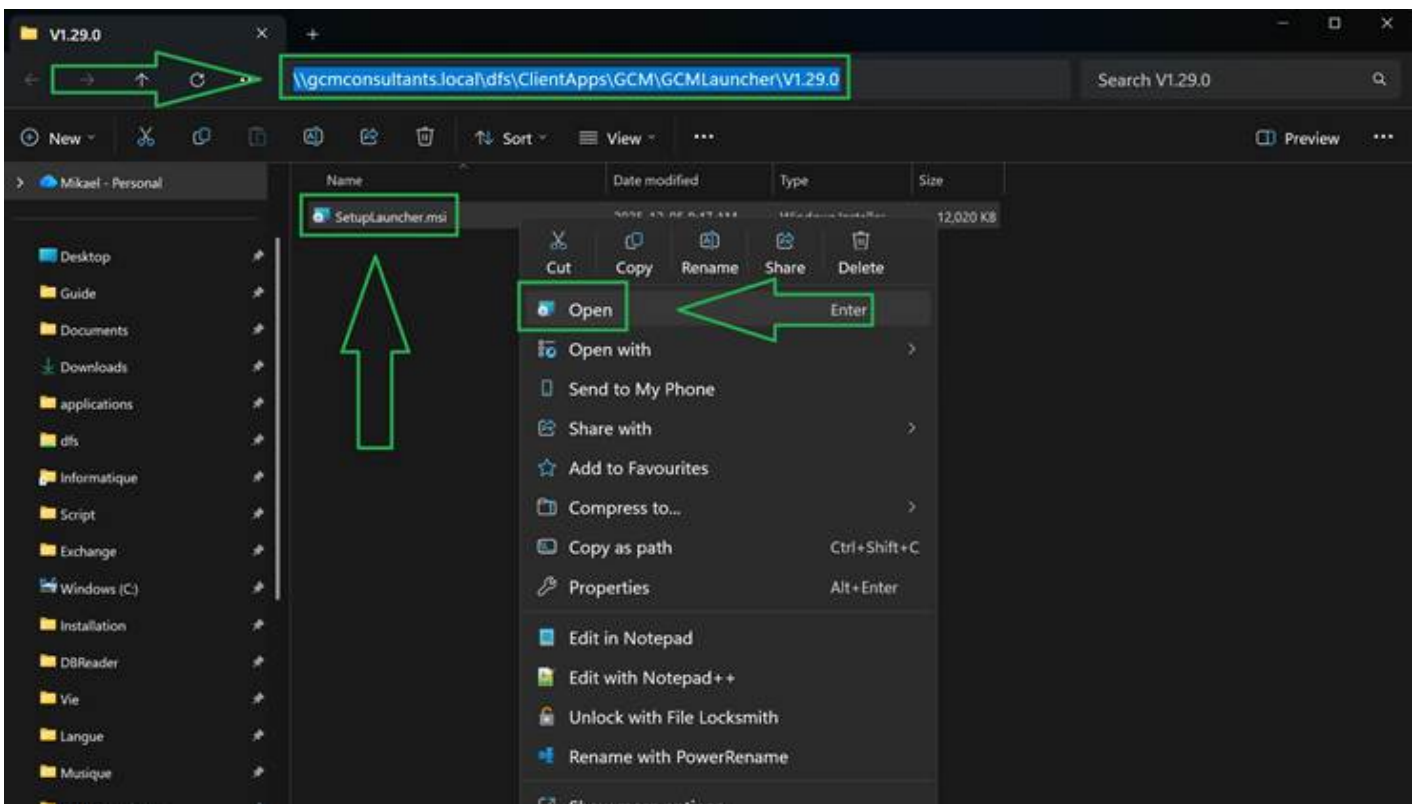 V1.29.0
\\gcmconsultants.local\dfs\ClientApps\GCM\GCMLauncher\V1.29.0
Search V1.29.0
New
Sort
View
Preview
Mikael - Personal
Name
Date modified
Type
Size
SetupLauncher.msi
12,020 KB
Cut
Copy
Rename
Share
Delete
Desktop
Guide
Documents
Downloads
applications
dfs
Informatique
Script
Exchange
Windows (C:)
Installation
DBReader
Vie
Langue
Musique
Open Enter
Open with
Send to My Phone
Share with
Add to Favourites
Compress to...
Copy as path Ctrl+Shift+C
Properties Alt+Enter
Edit in Notepad
Edit with Notepad++
Unlock with File Locksmith
Rename with PowerRename